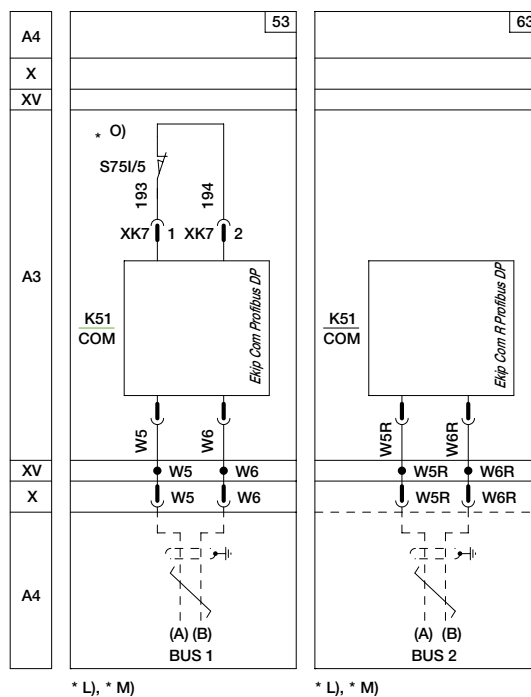 A4
X
XV
A3
XV
X
A4
53
* O)
S75I/5
193
194
XK7 1 XK7 2
K51
COM
Ekip Com Profibus DP
W5
W6
W5 W6
W5 W6
(A) (B)
BUS 1
* L), * M)
63
K51
COM
Ekip Com R Profibus DP
W5R
W6R
W5R W6R
W5R W6R
(A) (B)
BUS 2
* L), * M)